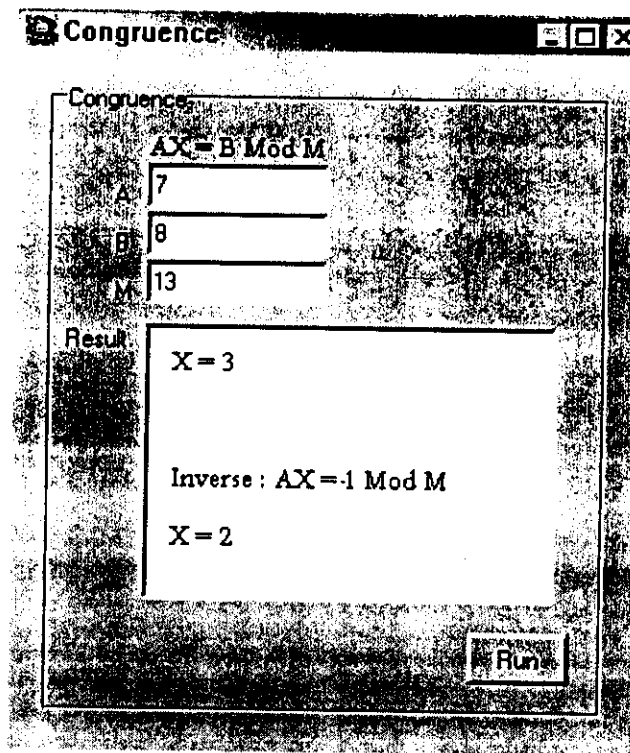 Congruence
Congruence
AX = B Mod M
A 7
B 8
M 13
Result
X = 3
Inverse : AX = 1 Mod M
X = 2
Run